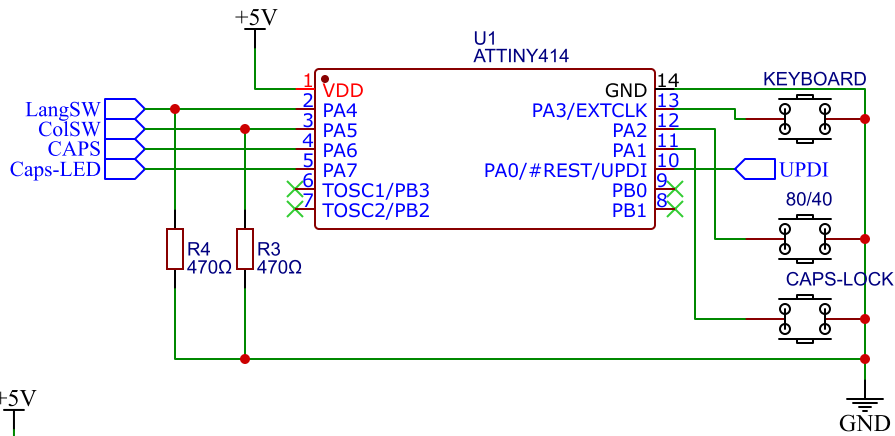 +5V
U1
ATTINY414
1
VDD
2
PA4
3
PA5
4
PA6
5
PA7
6
TOSC1/PB3
7
TOSC2/PB2
GND
14
PA3/EXTCLK
13
PA2
12
PA1
11
PA0/#REST/UPDI
10
PB0
9
PB1
8
LangSW
ColSW
CAPS
Caps-LED
KEYBOARD
UPDI
80/40
CAPS-LOCK
R4
470Ω
R3
470Ω
+5V
GND